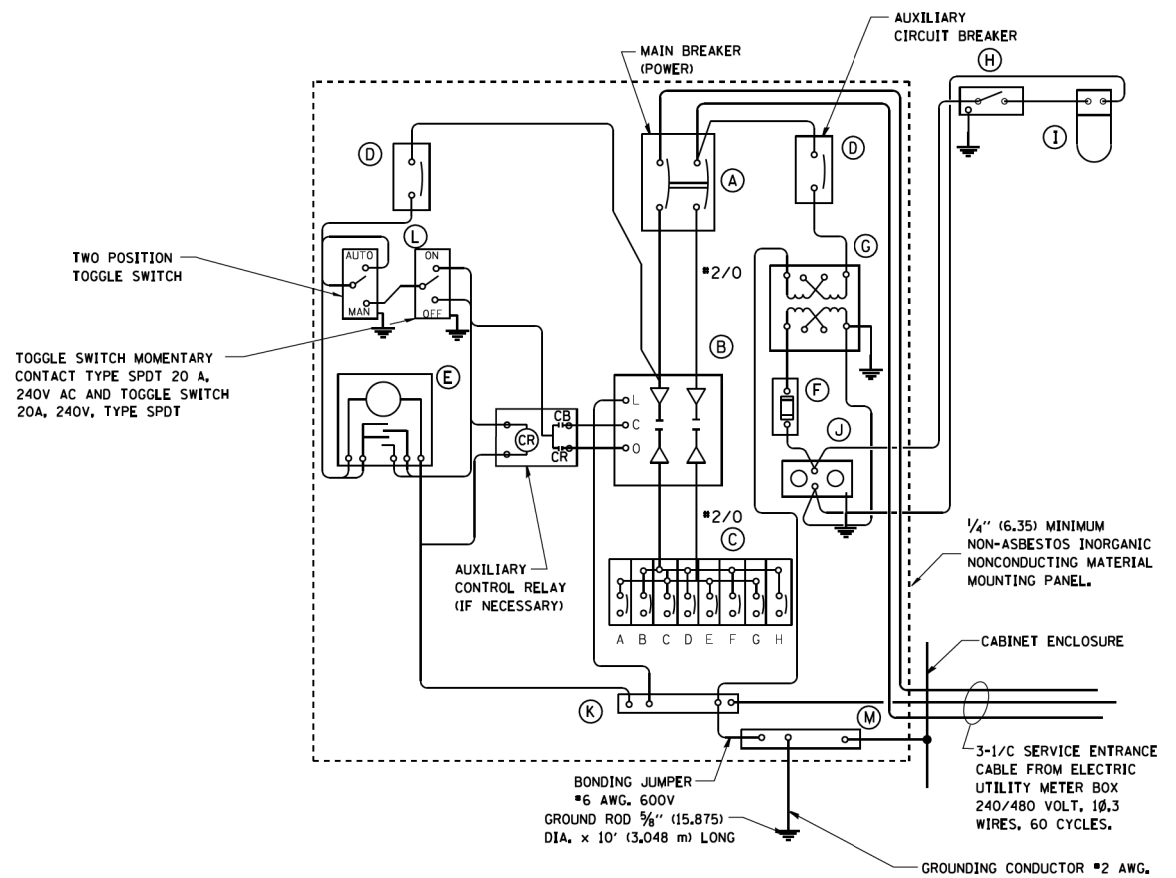 AUXILIARY
CIRCUIT BREAKER
MAIN BREAKER
(POWER)
H
I
D
A
D
L
G
TWO POSITION
TOGGLE SWITCH
AUTO
MAN
ON
OFF
#2/0
TOGGLE SWITCH MOMENTARY
CONTACT TYPE SPDT 20 A,
240V AC AND TOGGLE SWITCH
20A, 240V, TYPE SPDT
B
E
F
L
C
O
CB
CR
CR
J
#2/0
C
1/4" (6.35) MINIMUM
NON-ASBESTOS INORGANIC
NONCONDUCTING MATERIAL
MOUNTING PANEL.
AUXILIARY
CONTROL RELAY
(IF NECESSARY)
A B C D E F G H
CABINET ENCLOSURE
K
M
3-1/C SERVICE ENTRANCE
CABLE FROM ELECTRIC
UTILITY METER BOX
240/480 VOLT, 1Ø,3
WIRES, 60 CYCLES.
BONDING JUMPER
#6 AWG. 600V
GROUND ROD 5/8" (15.875)
DIA. x 10' (3.048 m) LONG
GROUNDING CONDUCTOR #2 AWG.